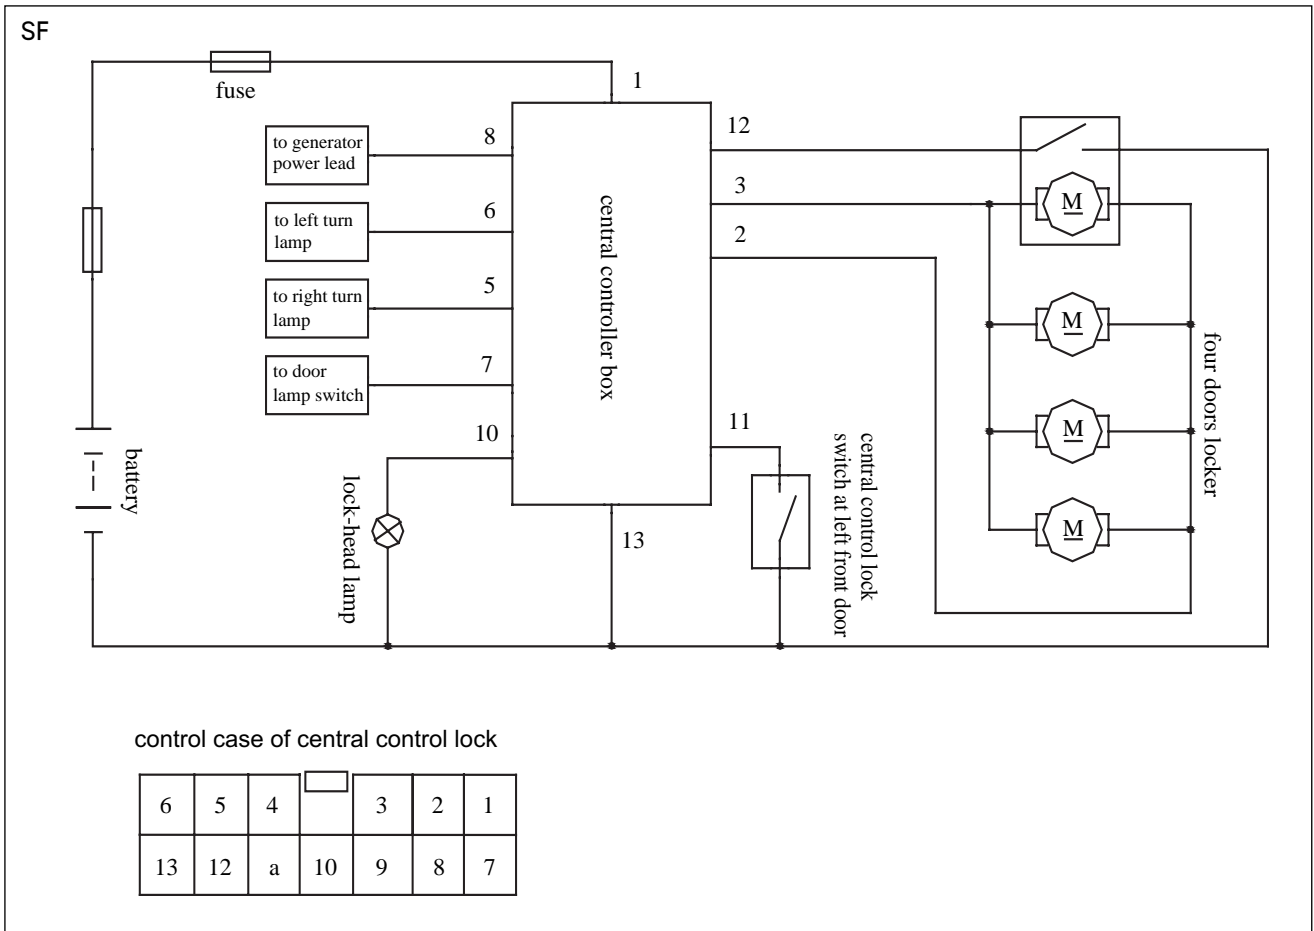 SF
fuse
1
8
12
to generator
power lead
3
M
6
2
to left turn
lamp
central controller box
5
to right turn
lamp
M
four doors locker
7
to door
lamp switch
10
11
M
battery
lock-head lamp
central control lock
switch at left front door
13
M
control case of central control lock
6 5 4 3 2 1
13 12 a 10 9 8 7